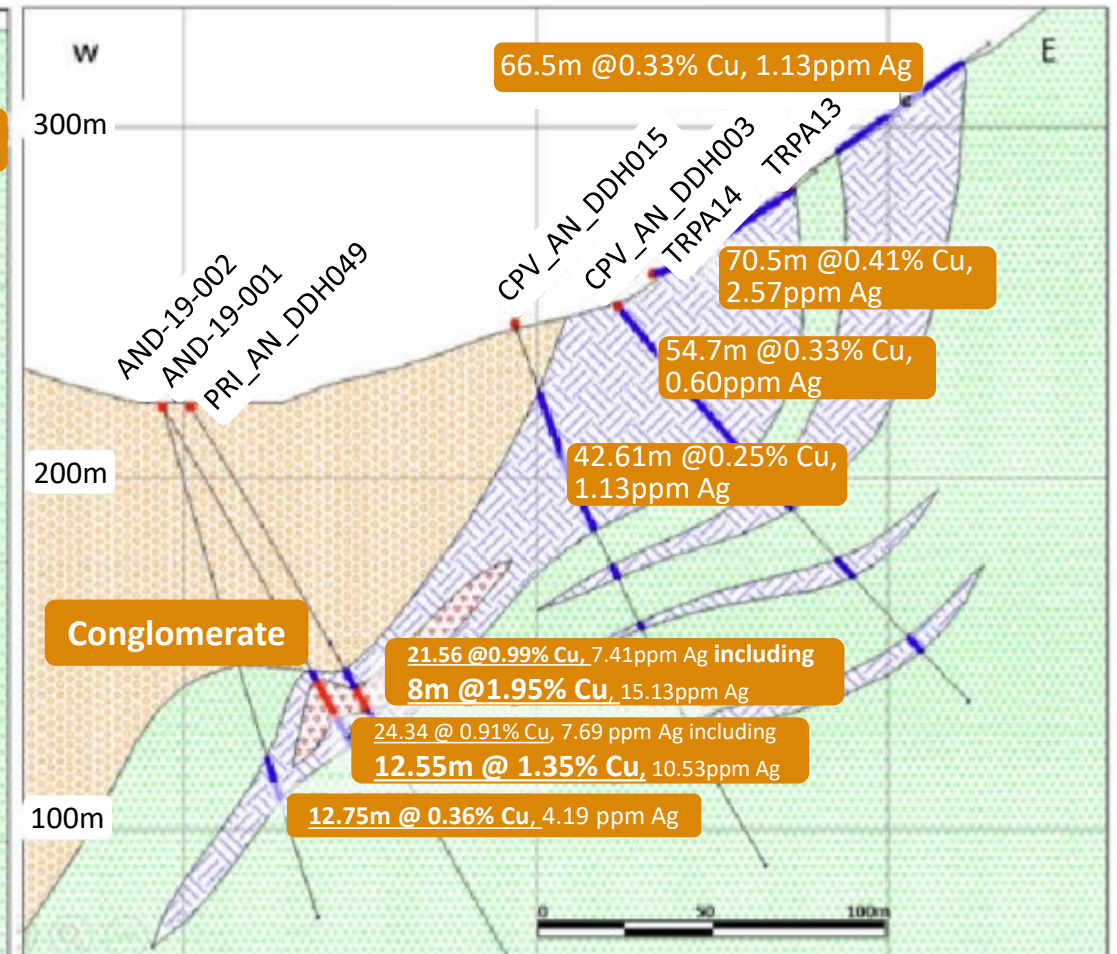 W
E
66.5m @0.33% Cu, 1.13ppm Ag
300m
TRPA13
CPV_AN_DDH015
CPV_AN_DDH003
TRPA14
AND-19-002
AND-19-001
PRI_AN_DDH049
70.5m @0.41% Cu,
2.57ppm Ag
54.7m @0.33% Cu,
0.60ppm Ag
42.61m @0.25% Cu,
1.13ppm Ag
200m
Conglomerate
21.56 @0.99% Cu, 7.41ppm Ag including
8m @1.95% Cu, 15.13ppm Ag
24.34 @ 0.91% Cu, 7.69 ppm Ag including
12.55m @ 1.35% Cu, 10.53ppm Ag
12.75m @ 0.36% Cu, 4.19 ppm Ag
100m
0 50 100m